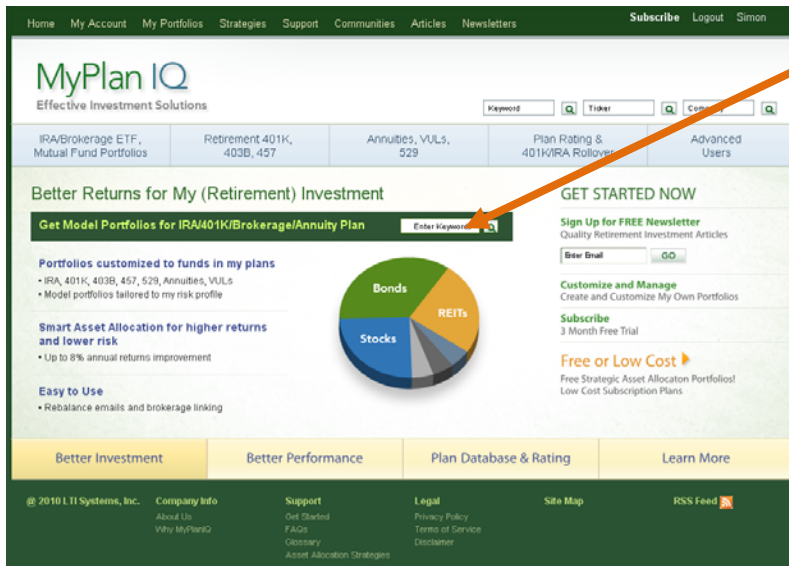 Home My Account My Portfolios Strategies Support Communities Articles Newsletters Subscribe Logout Simon
MyPlan IQ
Effective Investment Solutions
Keyword Ticker
IRA/Brokerage ETF, Mutual Fund Portfolios
Retirement 401K, 403B, 457
Annuities, VULs, 529
Plan Rating & 401K/IRA Rollover
Advanced Users
Better Returns for My (Retirement) Investment
Get Model Portfolios for IRA/401K/Brokerage/Annuity Plan Enter Keywords
Portfolios customized to funds in my plans
• IRA, 401K, 403B, 457, 529, Annuities, VULs
• Model portfolios tailored to my risk profile
Smart Asset Allocation for higher returns
and lower risk
• Up to 8% annual returns improvement
Easy to Use
• Rebalance emails and brokerage linking
Bonds
REITs
Stocks
GET STARTED NOW
Sign Up for FREE Newsletter
Quality Retirement Investment Articles
Enter Email GO
Customize and Manage
Create and Customize My Own Portfolios
Subscribe
3 Month Free Trial
Free or Low Cost
Free Strategic Asset Allocaton Portfolios!
Low Cost Subscription Plans
Better Investment Better Performance Plan Database & Rating Learn More
@ 2010 LTI Systems, Inc.
Company Info
About Us
Why MyPlanIQ
Support
Get Started
FAQs
Glossary
Asset Allocation Strategies
Legal
Privacy Policy
Terms of Service
Disclaimer
Site Map
RSS Feed